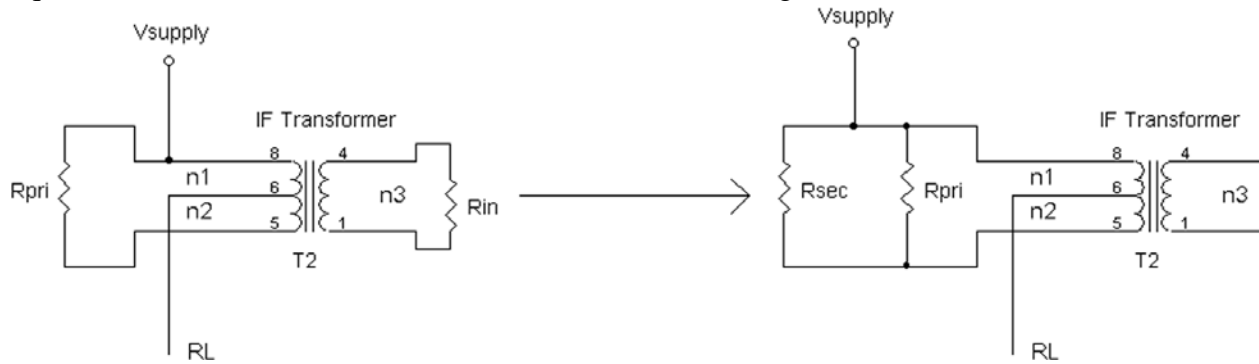 Vsupply
IF Transformer
Rpri
8
n1
6
n2
5
4
n3
1
Rin
T2
RL
Vsupply
IF Transformer
Rsec
Rpri
8
n1
6
n2
5
4
n3
1
T2
RL